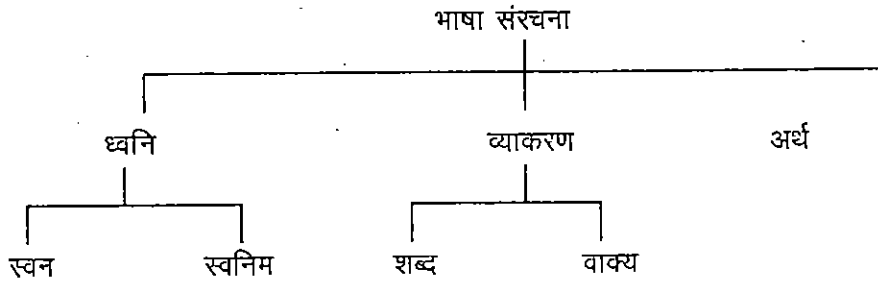 भाषा संरचना
ध्वनि व्याकरण अर्थ
स्वन स्वनिम शब्द वाक्य